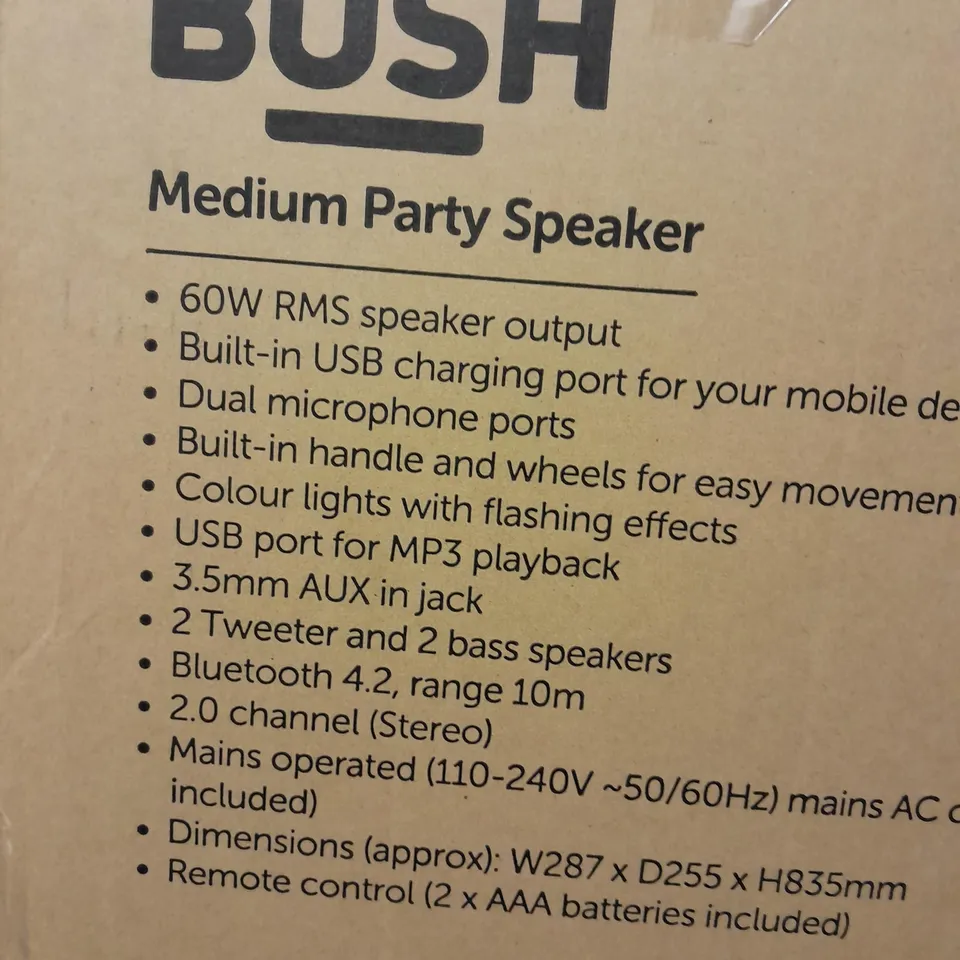 BUSH
Medium Party Speaker
• 60W RMS speaker output
• Built-in USB charging port for your mobile de
• Dual microphone ports
• Built-in handle and wheels for easy movemen
• Colour lights with flashing effects
• USB port for MP3 playback
• 3.5mm AUX in jack
• 2 Tweeter and 2 bass speakers
• Bluetooth 4.2, range 10m
• 2.0 channel (Stereo)
• Mains operated (110-240V ~50/60Hz) mains AC
included)
• Dimensions (approx): W287 x D255 x H835mm
• Remote control (2 x AAA batteries included)